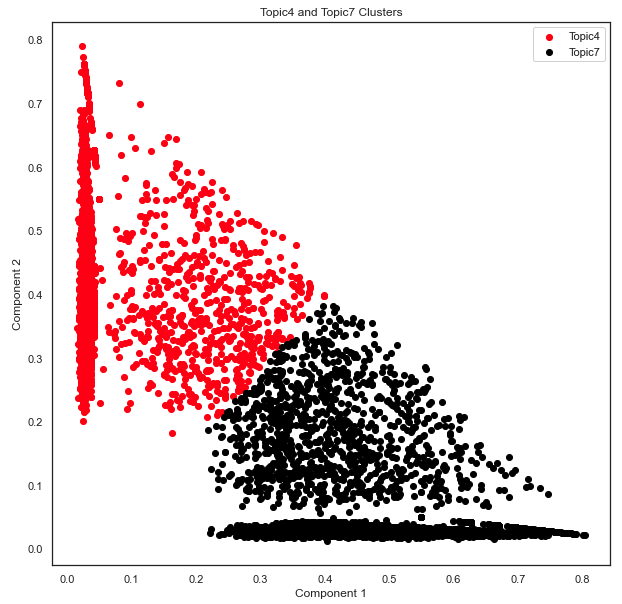 Topic4 and Topic7 Clusters
Topic4
Topic7
0.8
0.7
0.6
0.5
0.4
0.3
0.2
0.1
0.0
Component 2
0.0 0.1 0.2 0.3 0.4 0.5 0.6 0.7 0.8
Component 1